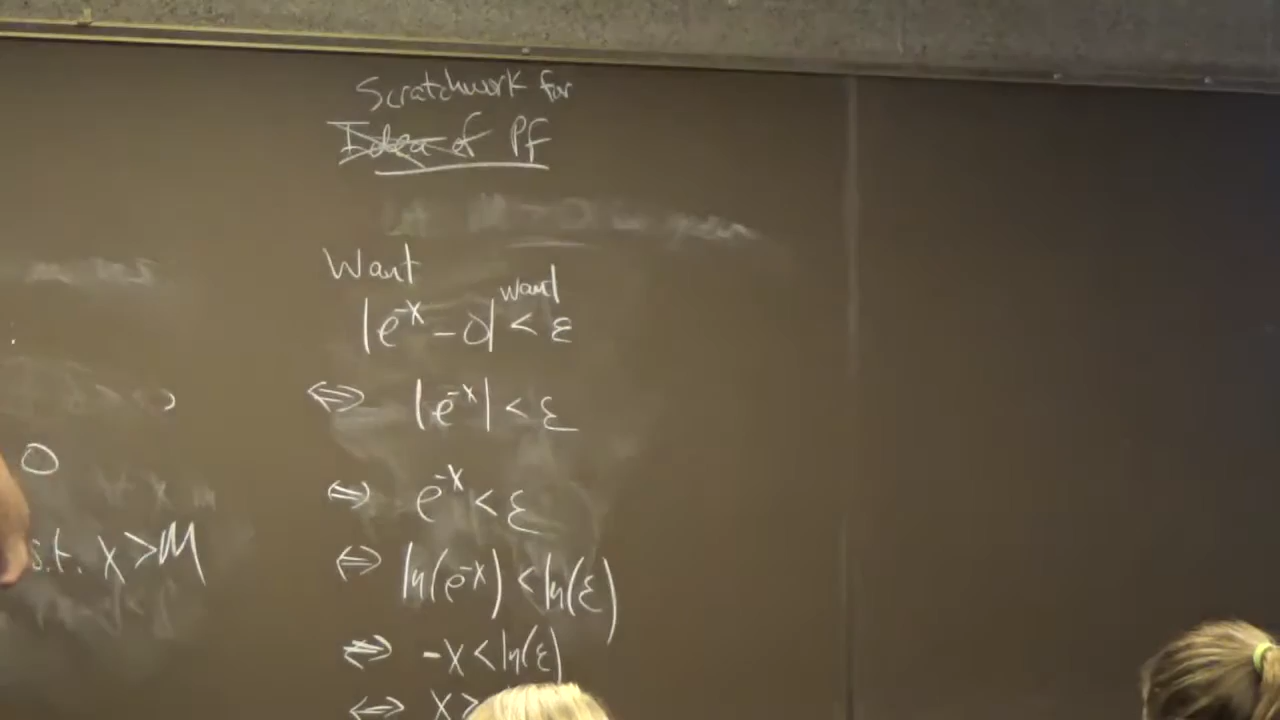 Scratchwork for
Idea of Pf
Want
|e^{-x} - 0| <^{want} ε
⇔ |e^{-x}| < ε
0
⇔ e^{-x} < ε
s.t. x > M
⇔ ln(e^{-x}) < ln(ε)
⇔ -x < ln(ε)
⇔ x >